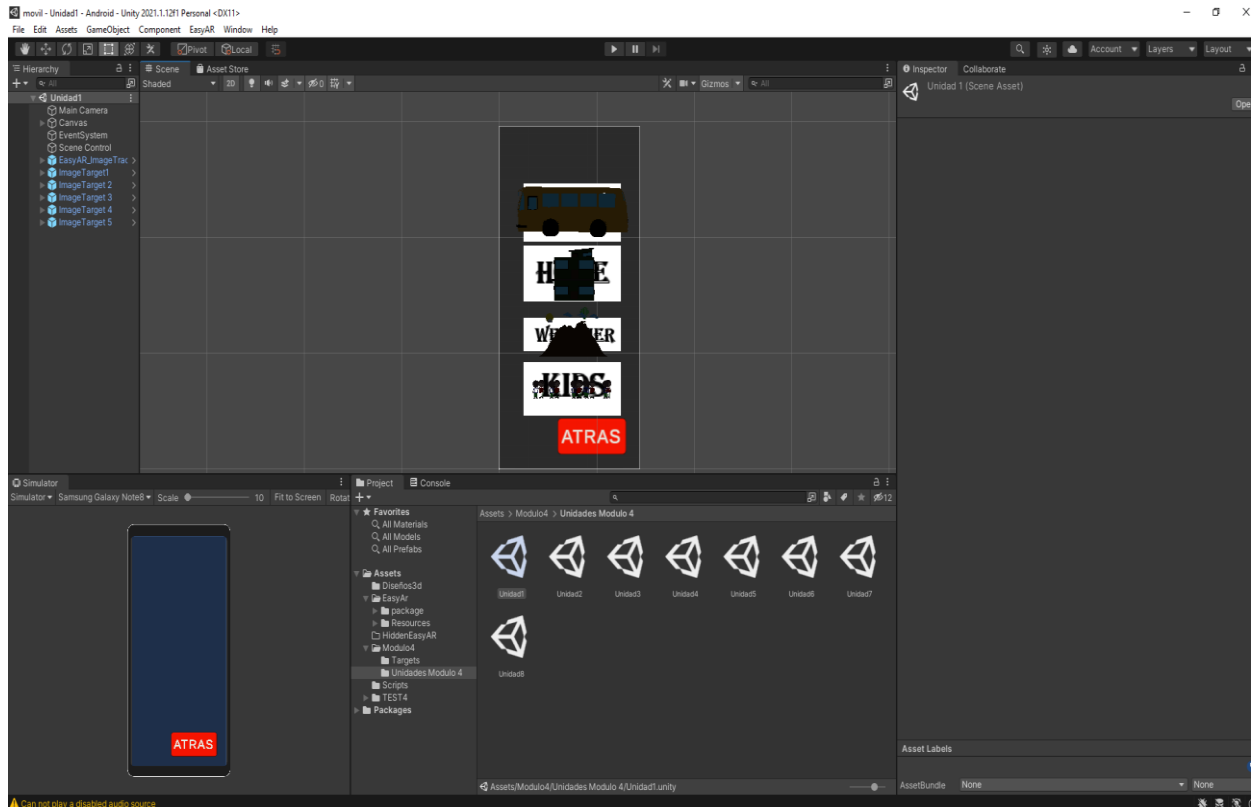 movil - Unidad1 - Android - Unity 2021.1.12f1 Personal <DX11>
File Edit Assets GameObject Component EasyAR Window Help
Pivot Local
Account Layers Layout
Hierarchy
All
Unidad1
Main Camera
Canvas
EventSystem
Scene Control
EasyAR_ImageTrac
ImageTarget1
ImageTarget 2
ImageTarget 3
ImageTarget 4
ImageTarget 5
Scene Asset Store
Shaded 2D 0 Gizmos All
KIDS
ATRAS
Inspector Collaborate
Unidad 1 (Scene Asset)
Ope
Simulator
Simulator Samsung Galaxy Note8 Scale 10 Fit to Screen Rotat
ATRAS
Project Console
12
Favorites
All Materials
All Models
All Prefabs
Assets
Diseños3d
EasyAr
package
Resources
HiddenEasyAR
Modulo4
Targets
Unidades Modulo 4
Scripts
TEST4
Packages
Assets > Modulo4 > Unidades Modulo 4
Unidad1 Unidad2 Unidad3 Unidad4 Unidad5 Unidad6 Unidad7
Unidad8
Assets/Modulo4/Unidades Modulo 4/Unidad1.unity
Asset Labels
AssetBundle None None
Can not play a disabled audio source